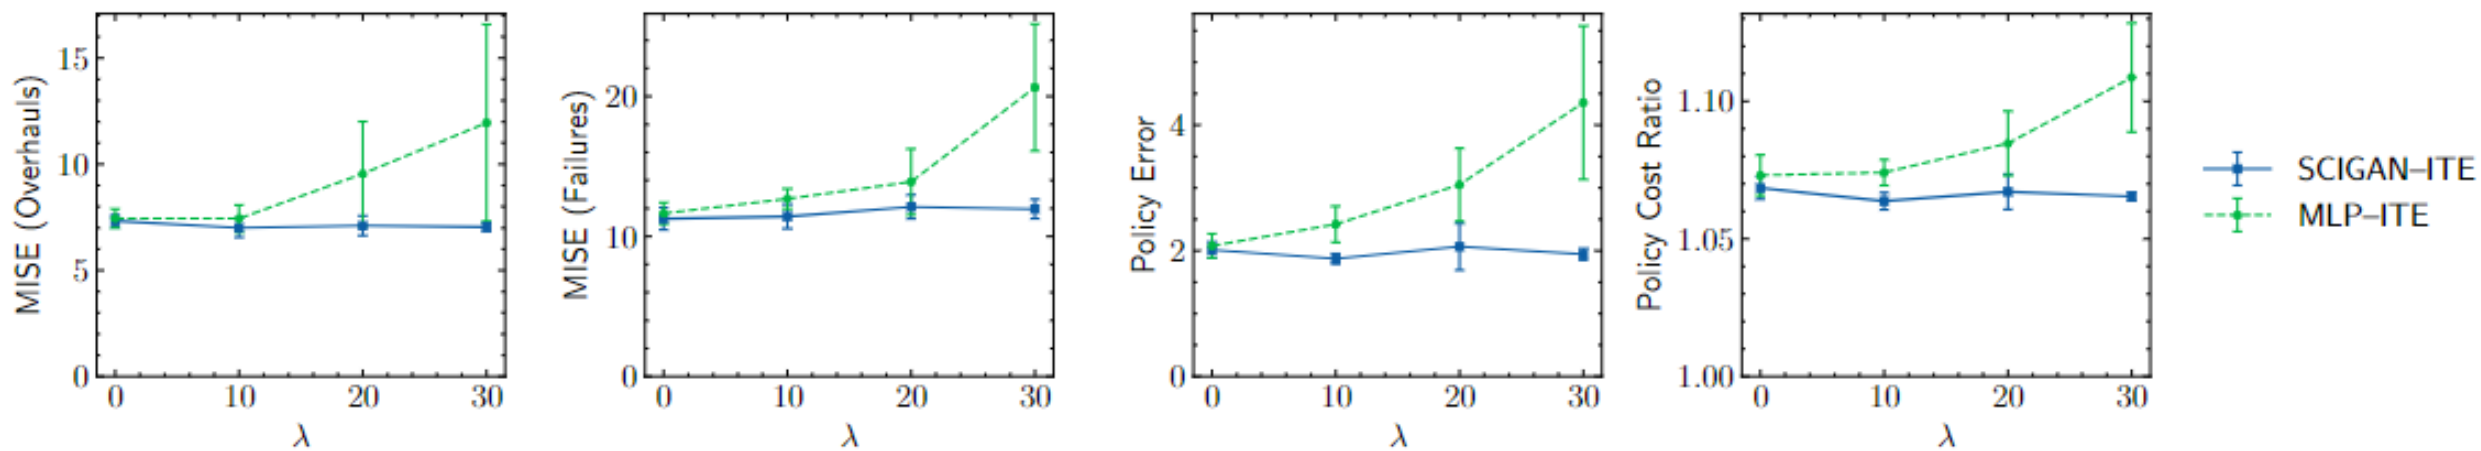 MISE (Overhauls)
15
10
5
0
0 10 20 30
λ
MISE (Failures)
20
10
0
0 10 20 30
λ
Policy Error
4
2
0
0 10 20 30
λ
Policy Cost Ratio
1.10
1.05
1.00
0 10 20 30
λ
SCIGAN–ITE
MLP–ITE